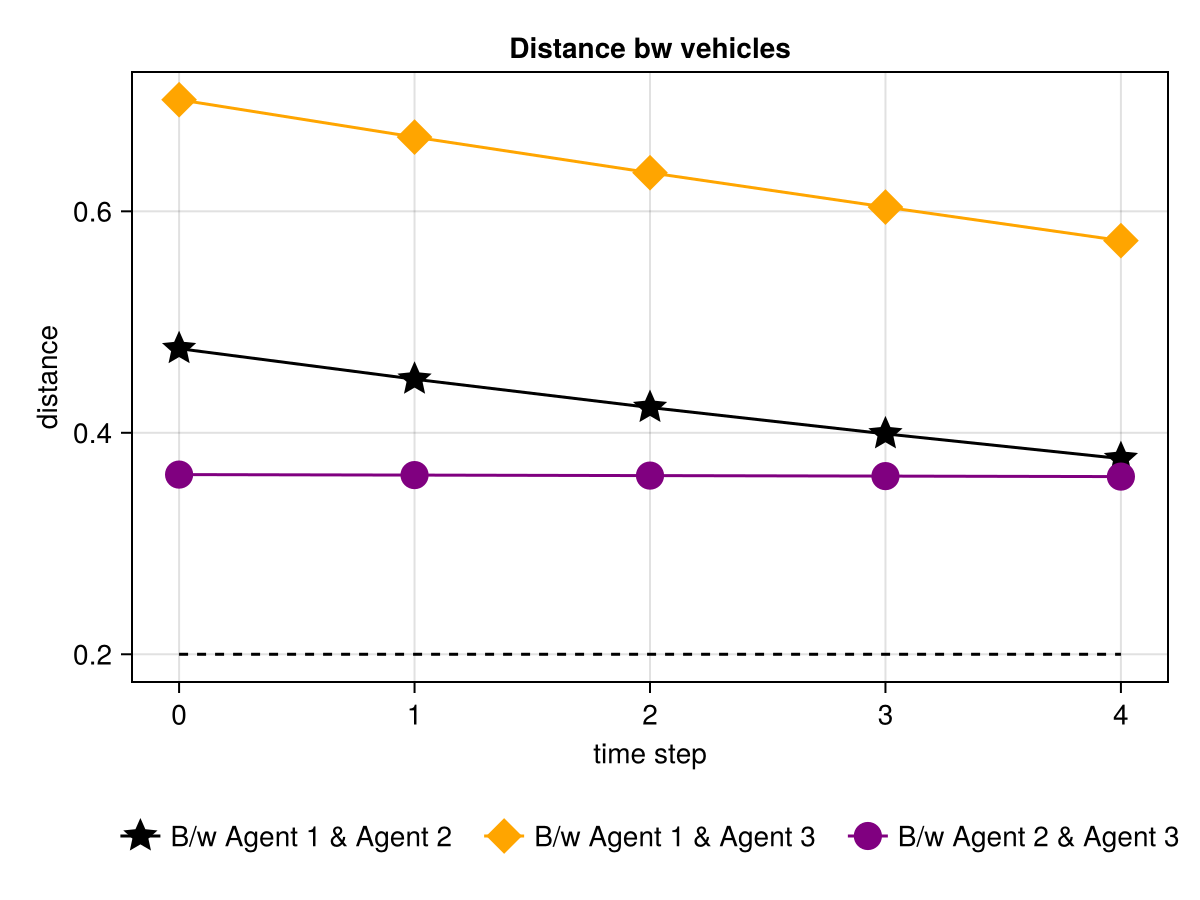 Distance bw vehicles
distance
0.6
0.4
0.2
0 1 2 3 4
time step
B/w Agent 1 & Agent 2 B/w Agent 1 & Agent 3 B/w Agent 2 & Agent 3